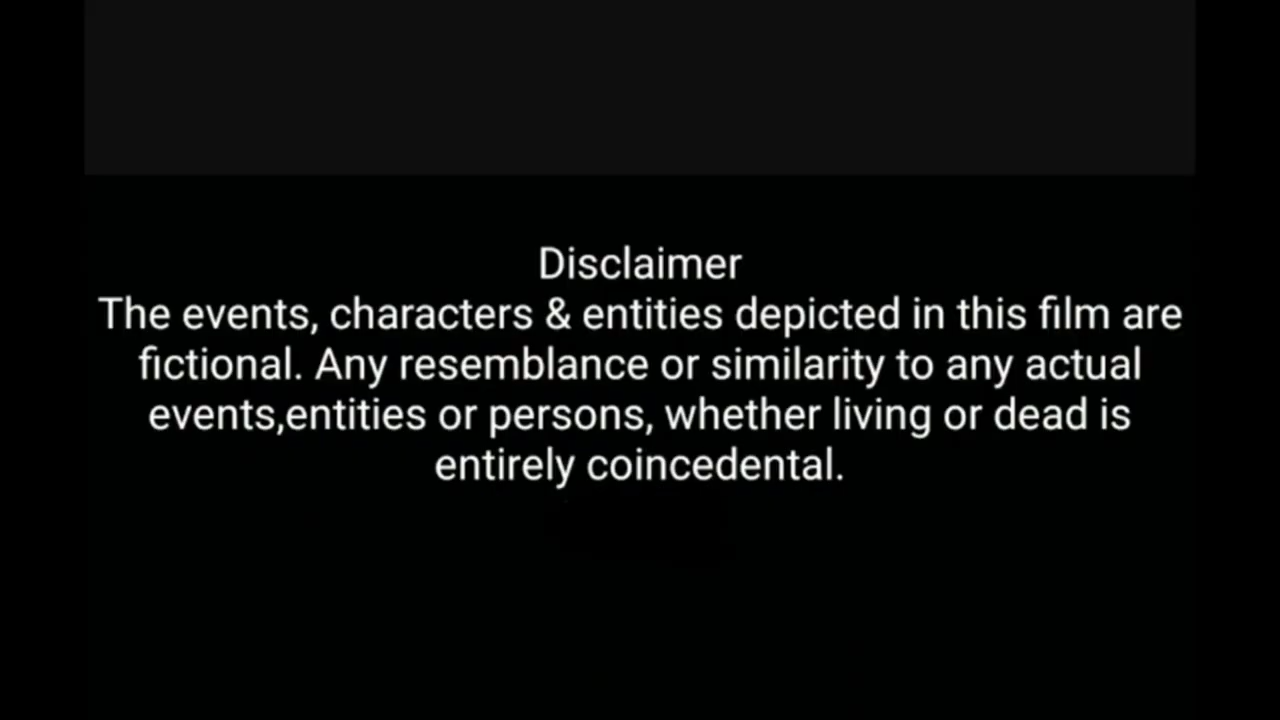 Disclaimer
The events, characters & entities depicted in this film are
fictional. Any resemblance or similarity to any actual
events,entities or persons, whether living or dead is
entirely coincedental.